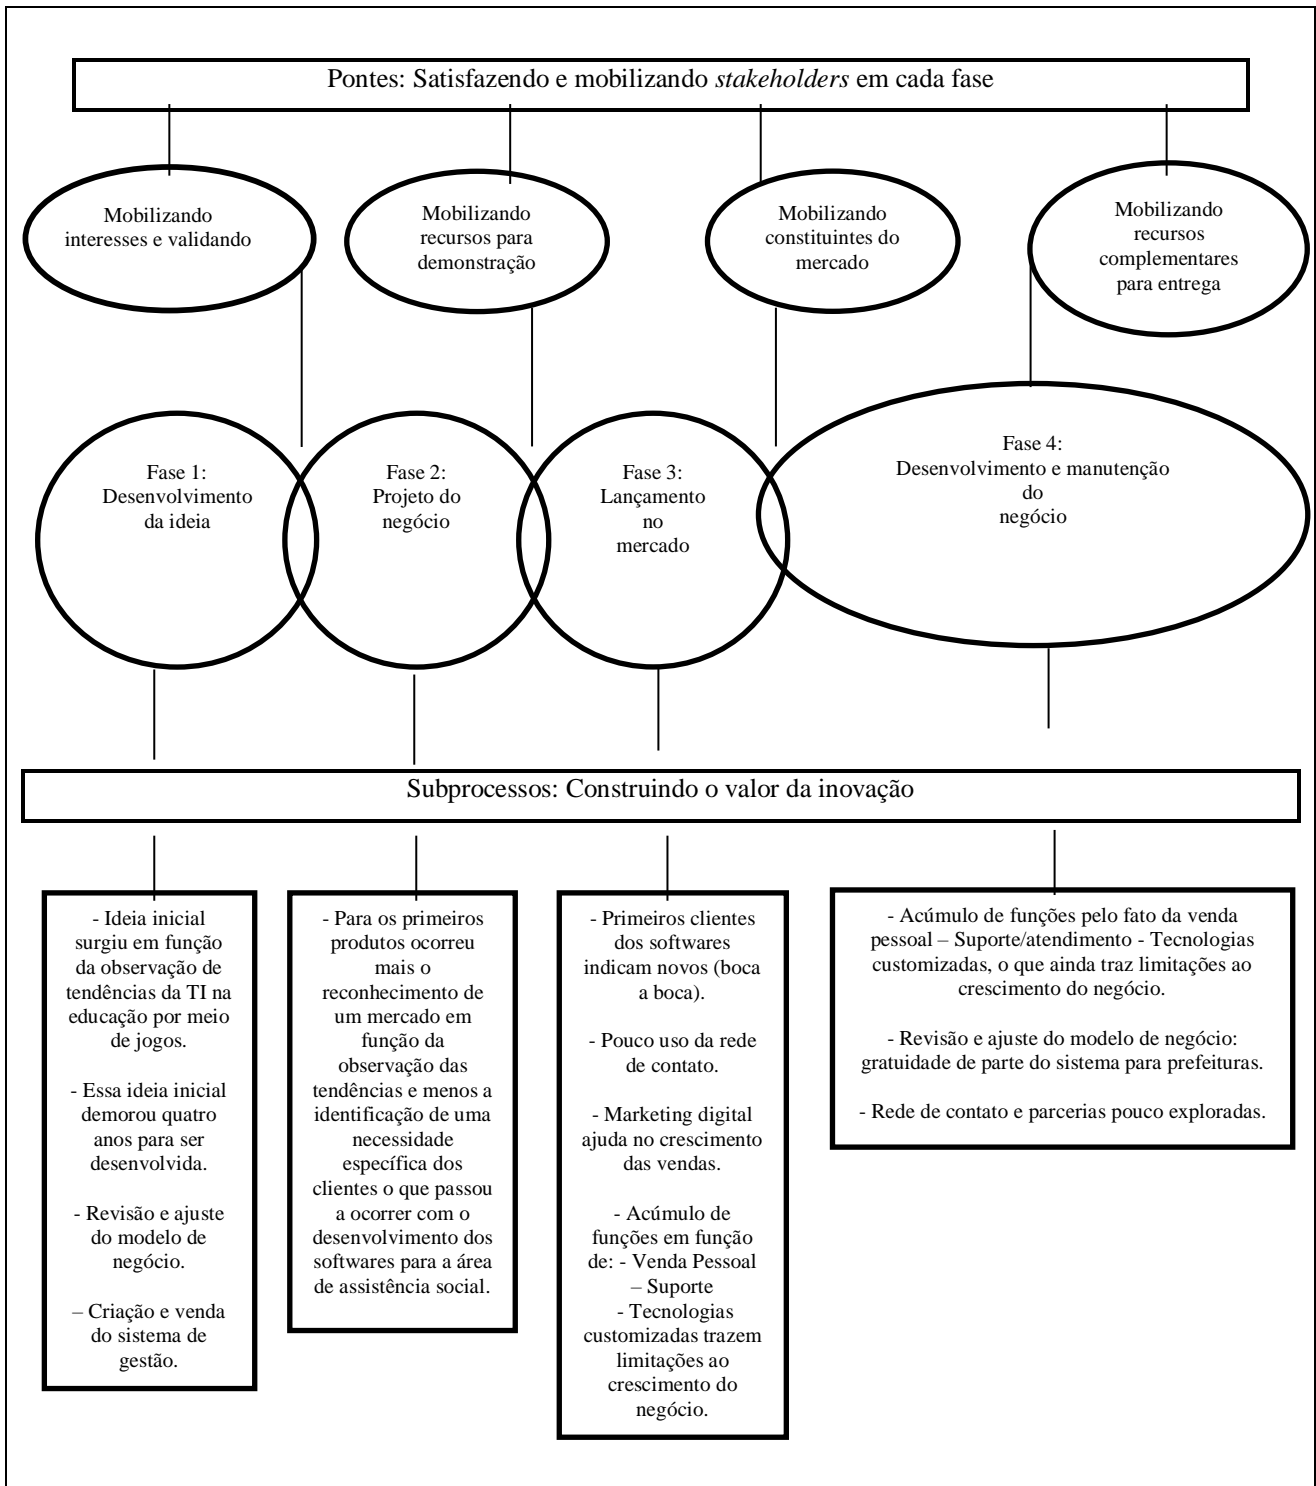 Pontes: Satisfazendo e mobilizando stakeholders em cada fase
Mobilizando
interesses e validando
Mobilizando
recursos para
demonstração
Mobilizando
constituintes do
mercado
Mobilizando
recursos
complementares
para entrega
Fase 1:
Desenvolvimento
da ideia
Fase 2:
Projeto do
negócio
Fase 3:
Lançamento
no
mercado
Fase 4:
Desenvolvimento e manutenção
do
negócio
Subprocessos: Construindo o valor da inovação
- Ideia inicial
surgiu em função
da observação de
tendências da TI na
educação por meio
de jogos.
- Essa ideia inicial
demorou quatro
anos para ser
desenvolvida.
- Revisão e ajuste
do modelo de
negócio.
– Criação e venda
do sistema de
gestão.
- Para os primeiros
produtos ocorreu
mais o
reconhecimento de
um mercado em
função da
observação das
tendências e menos a
identificação de uma
necessidade
específica dos
clientes o que passou
a ocorrer com o
desenvolvimento dos
softwares para a área
de assistência social.
- Primeiros clientes
dos softwares
indicam novos (boca
a boca).
- Pouco uso da rede
de contato.
- Marketing digital
ajuda no crescimento
das vendas.
- Acúmulo de
funções em função
de: - Venda Pessoal
– Suporte
- Tecnologias
customizadas trazem
limitações ao
crescimento do
negócio.
- Acúmulo de funções pelo fato da venda
pessoal – Suporte/atendimento - Tecnologias
customizadas, o que ainda traz limitações ao
crescimento do negócio.
- Revisão e ajuste do modelo de negócio:
gratuidade de parte do sistema para prefeituras.
- Rede de contato e parcerias pouco exploradas.